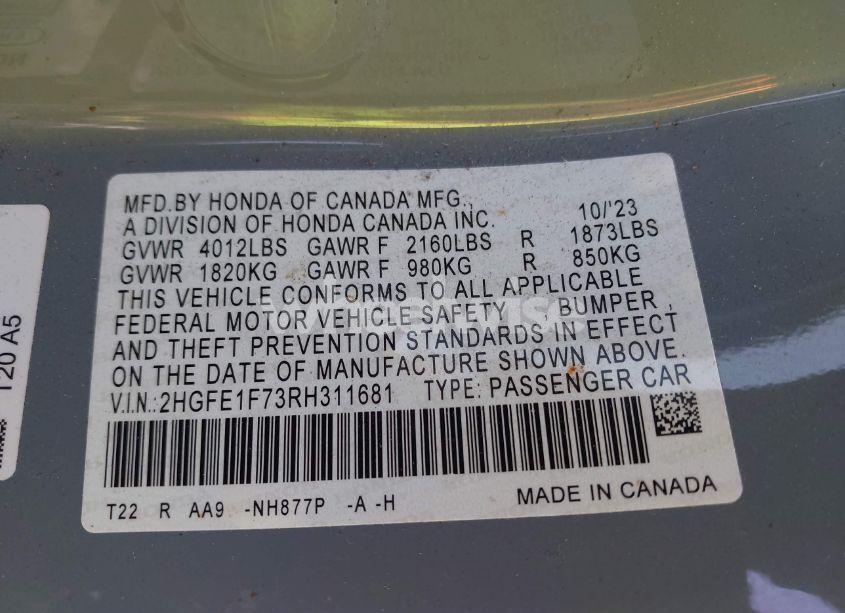 MFD.BY HONDA OF CANADA MFG.,
A DIVISION OF HONDA CANADA INC. 10/'23
GVWR 4012LBS GAWR F 2160LBS R 1873LBS
GVWR 1820KG GAWR F 980KG R 850KG
THIS VEHICLE CONFORMS TO ALL APPLICABLE
FEDERAL MOTOR VEHICLE SAFETY , BUMPER ,
AND THEFT PREVENTION STANDARDS IN EFFECT
ON THE DATE OF MANUFACTURE SHOWN ABOVE.
V.I.N.:2HGFE1F73RH311681 TYPE: PASSENGER CAR
T22 R AA9 -NH877P -A -H MADE IN CANADA
T20 A5